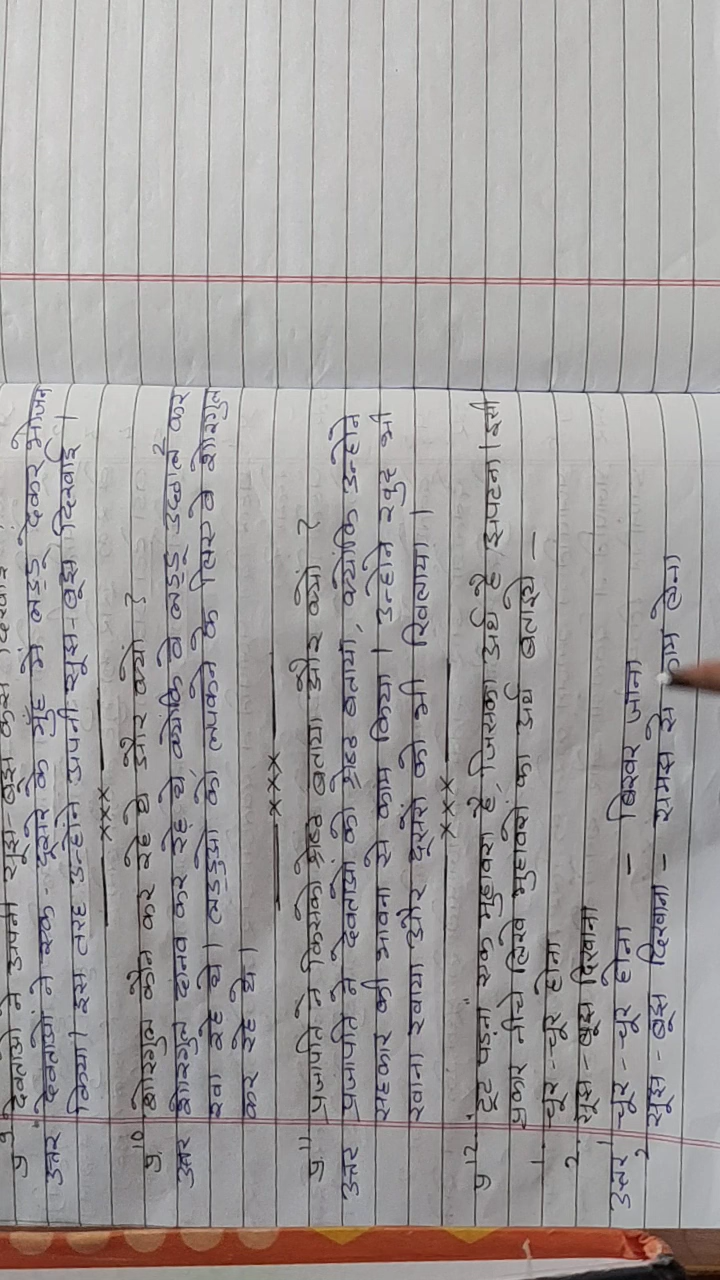 प्र 9 देवताओं ने अपनी सूझ-बूझ कैसे दिखाई
उत्तर देवताओं ने एक-दूसरे के मुँह में लड्डू देकर भोजन
किया। इस तरह उन्होंने अपनी सूझ-बूझ दिखाई।
×××
प्र 10 शोरगुल कौन कर रहे थे और क्यों ?
उत्तर शोरगुल दानव कर रहे थे क्योंकि वे लड्डू उछाल कर
खा रहे थे। लड्डुओं को लपकने के लिए वे शोरगुल
कर रहे थे।
×××
प्र 11 प्रजापति ने किसको श्रेष्ठ बताया और क्यों ?
उत्तर प्रजापति ने देवताओं को श्रेष्ठ बताया, क्योंकि उन्होंने
सहकार की भावना से काम किया। उन्होंने खुद भी
खाना खाया और दूसरों को भी खिलाया।
×××
प्र 12 'टूट पड़ना' एक मुहावरा है, जिसका अर्थ है झपटना। इसी
प्रकार नीचे लिखे मुहावरों का अर्थ बताइये -
1. चूर-चूर होना
2. सूझ-बूझ दिखाना
उत्तर 1 चूर-चूर होना - बिखर जाना
2 सूझ-बूझ दिखाना - समझ से काम लेना